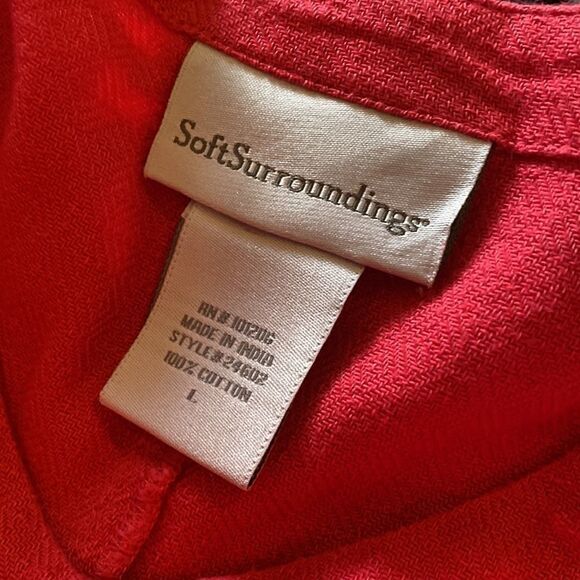 SoftSurroundings®
RN# 101206
MADE IN INDIA
STYLE# 24602
100% COTTON
L